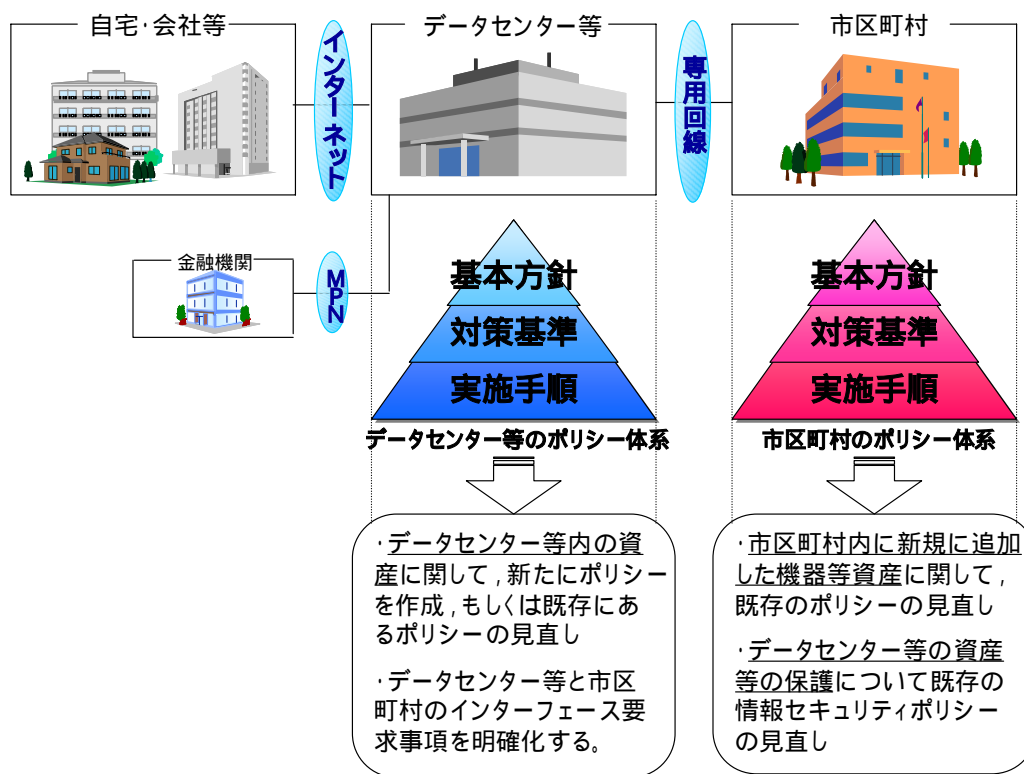 自宅・会社等
データセンター等
市区町村
インターネット
専用回線
金融機関
MPN
基本方針
対策基準
実施手順
データセンター等のポリシー体系
基本方針
対策基準
実施手順
市区町村のポリシー体系
・データセンター等内の資
産に関して,新たにポリシー
を作成,もしくは既存にあ
るポリシーの見直し
・データセンター等と市区
町村のインターフェース要
求事項を明確化する。
・市区町村内に新規に追加
した機器等資産に関して,
既存のポリシーの見直し
・データセンター等の資産
等の保護について既存の
情報セキュリティポリシー
の見直し